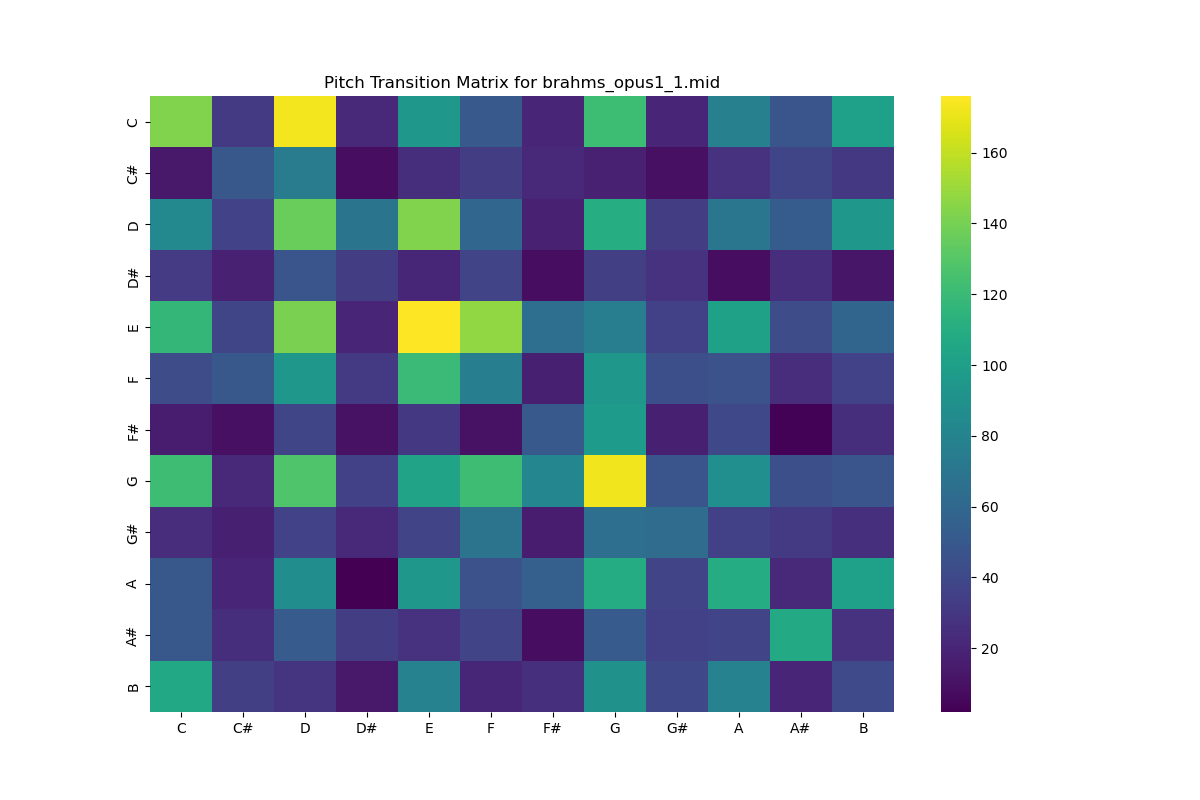 Pitch Transition Matrix for brahms_opus1_1.mid
C
C#
D
D#
E
F
F#
G
G#
A
A#
B
C C# D D# E F F# G G# A A# B
160
140
120
100
80
60
40
20